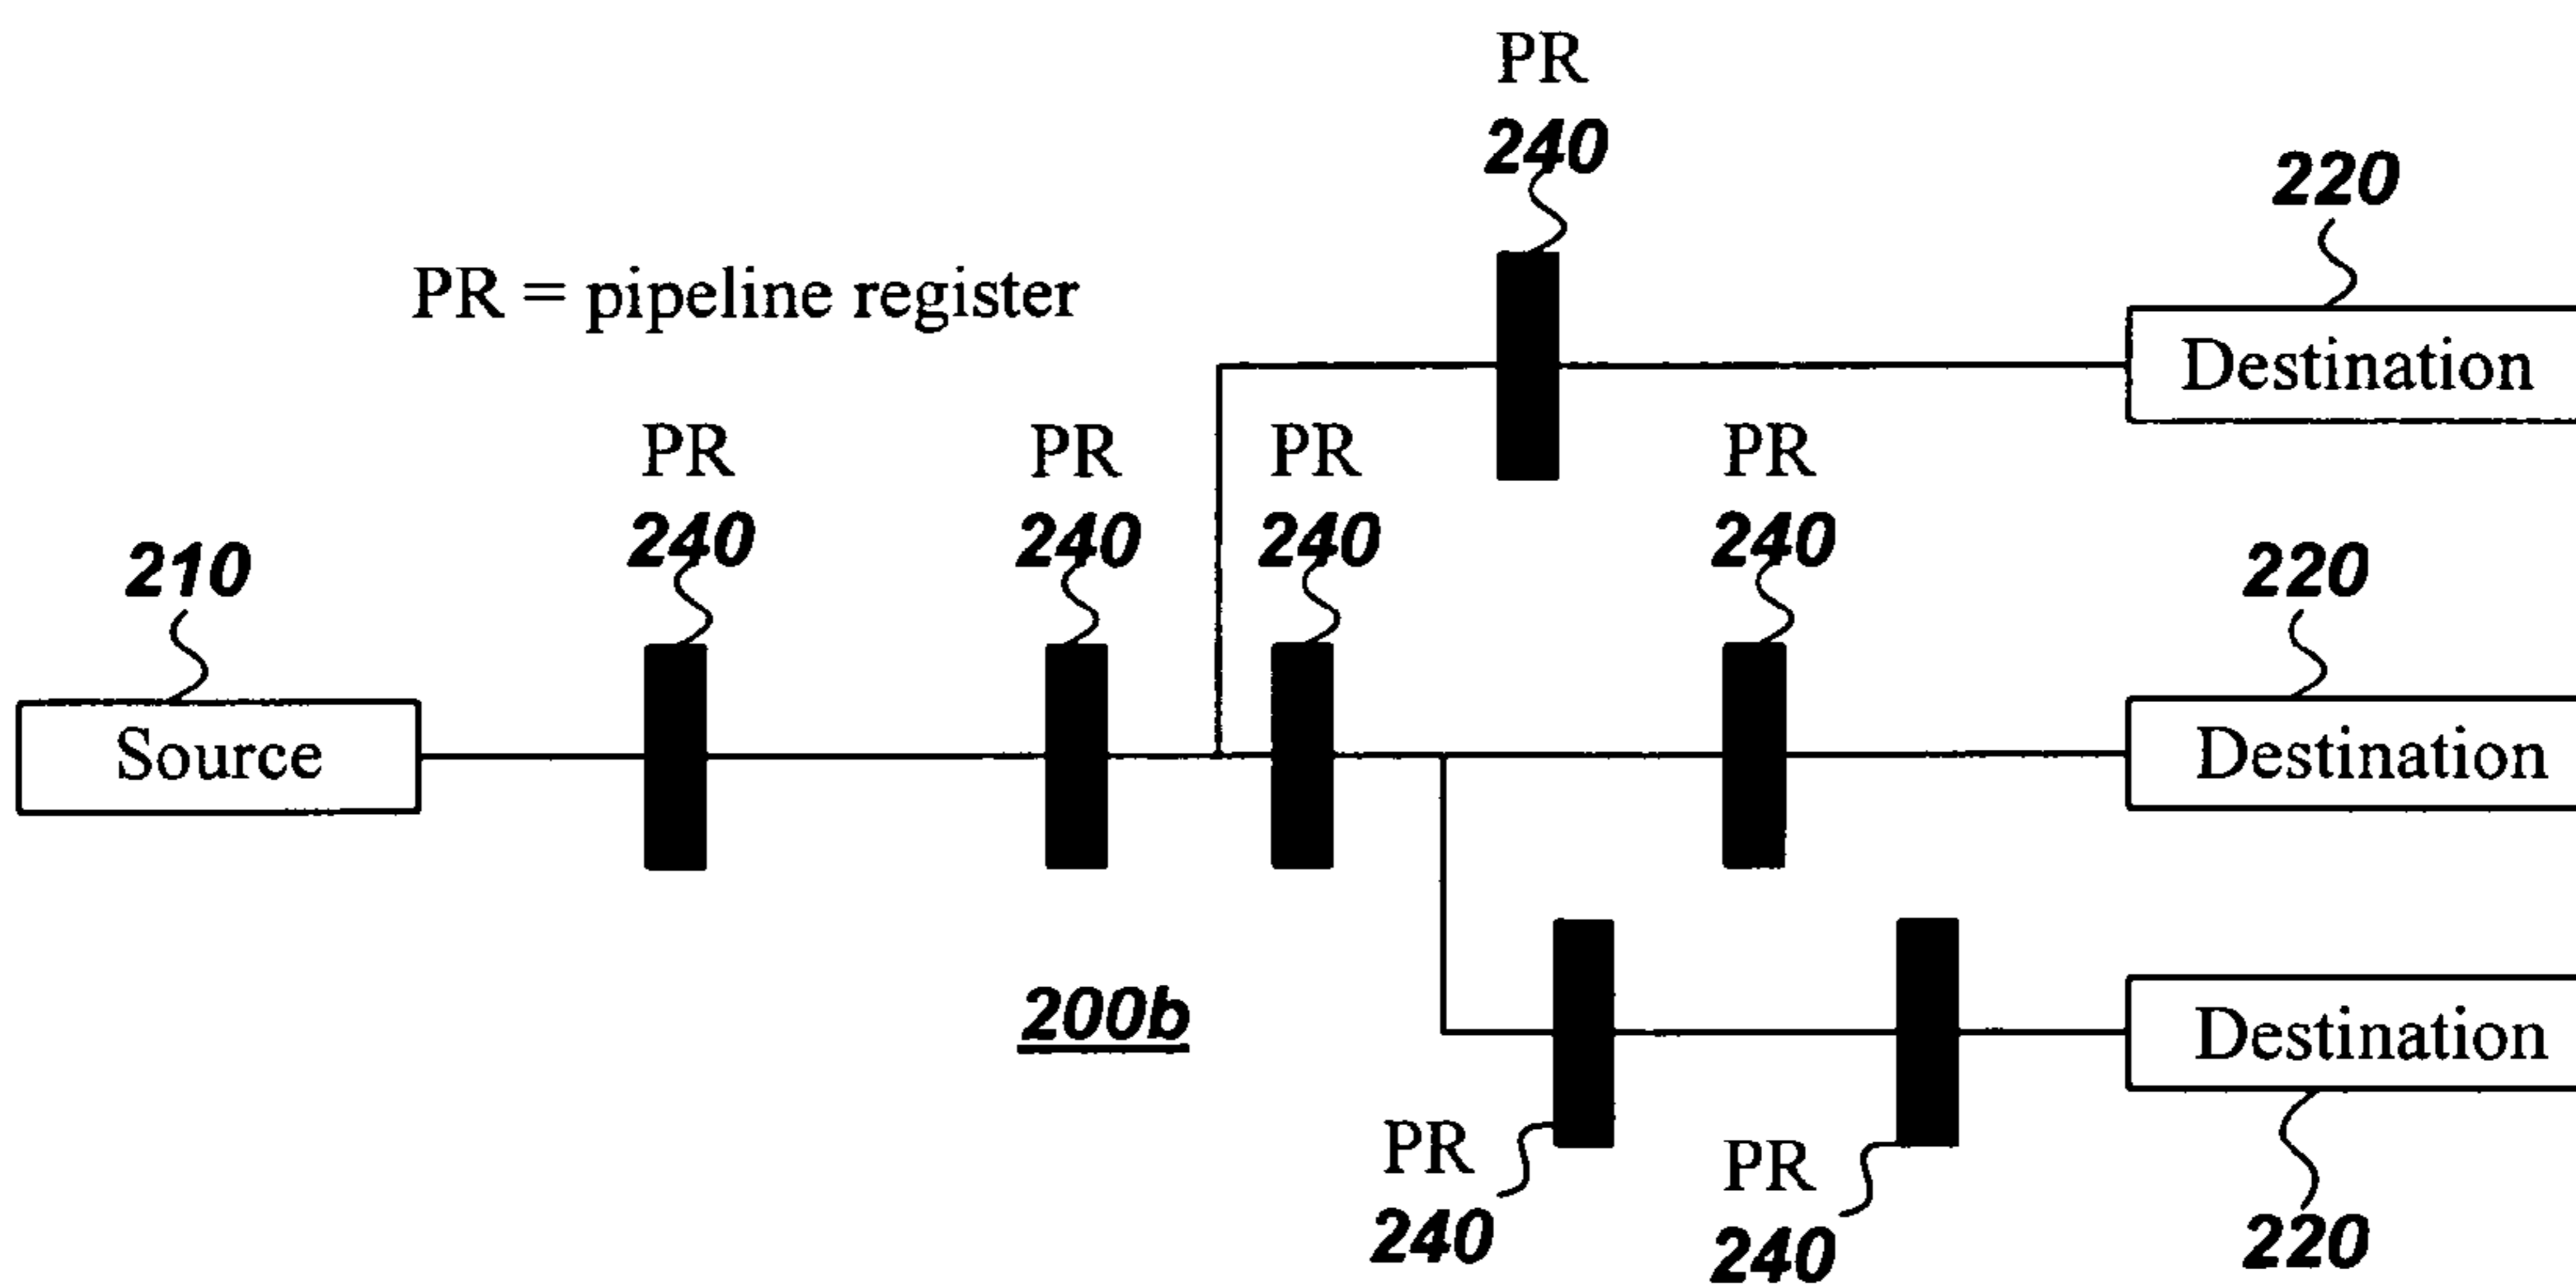 PR
240
220
PR = pipeline register
Destination
PR
PR
PR
PR
240
240
240
240
210
220
Source
Destination
200b
Destination
PR
PR
240
240
220